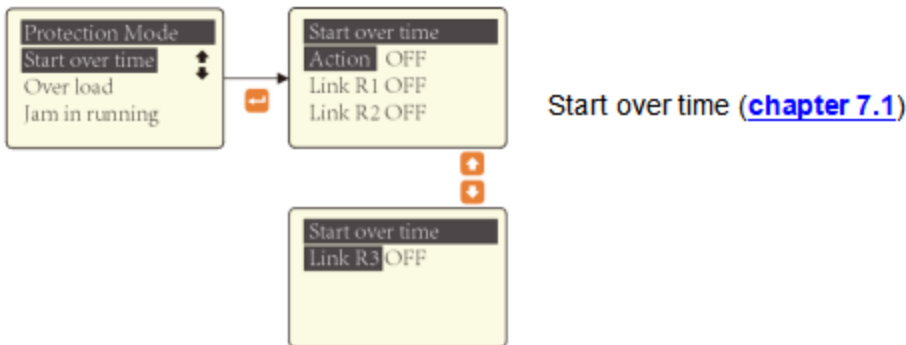 Protection Mode
Start over time
Over load
Jam in running
Start over time
Action OFF
Link R1 OFF
Link R2 OFF
Start over time (chapter 7.1)
Start over time
Link R3 OFF